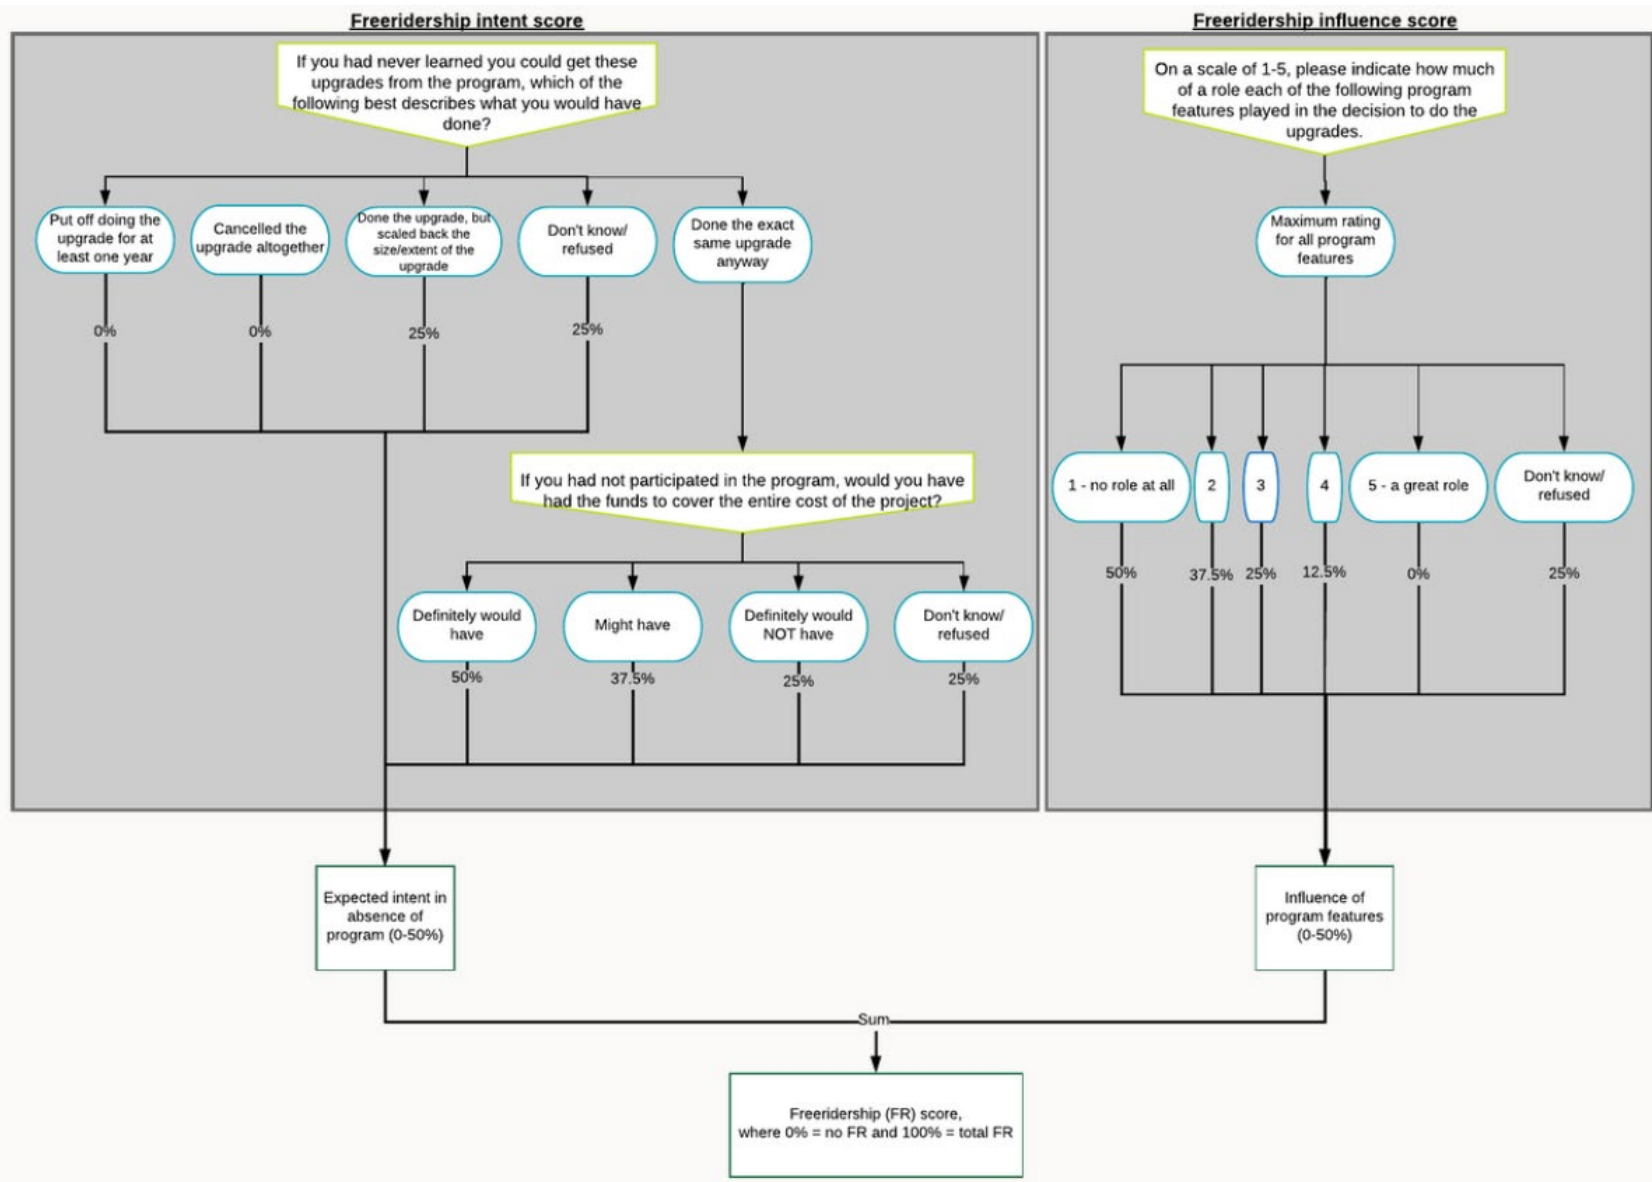 Freeridership intent score
If you had never learned you could get these
upgrades from the program, which of the
following best describes what you would have
done?
Put off doing the
upgrade for at
least one year
Cancelled the
upgrade altogether
Done the upgrade, but
scaled back the
size/extent of the
upgrade
Don't know/
refused
Done the exact
same upgrade
anyway
0%
0%
25%
25%
If you had not participated in the program, would you have
had the funds to cover the entire cost of the project?
Definitely would
have
Might have
Definitely would
NOT have
Don't know/
refused
50%
37.5%
25%
25%
Freeridership influence score
On a scale of 1-5, please indicate how much
of a role each of the following program
features played in the decision to do the
upgrades.
Maximum rating
for all program
features
1 - no role at all
2
3
4
5 - a great role
Don't know/
refused
50%
37.5%
25%
12.5%
0%
25%
Expected intent in
absence of
program (0-50%)
Influence of
program features
(0-50%)
Sum
Freeridership (FR) score,
where 0% = no FR and 100% = total FR